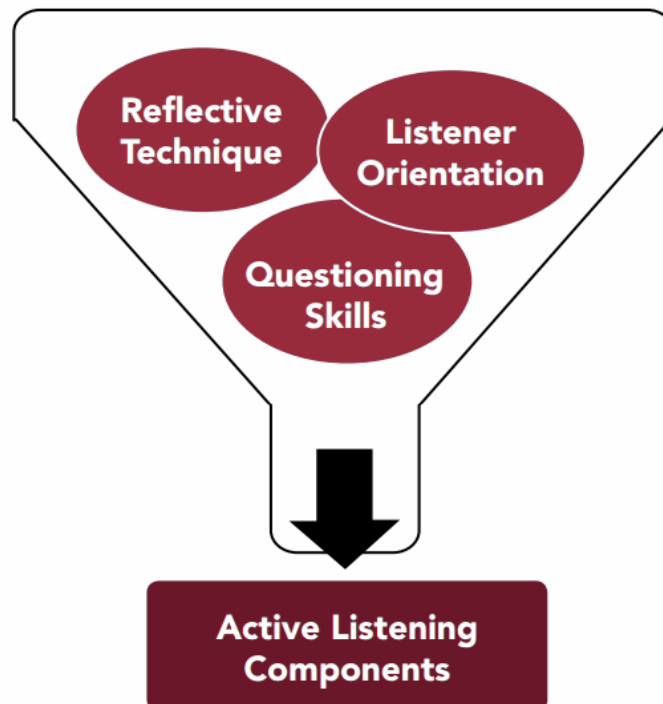 Reflective
Technique
Listener
Orientation
Questioning
Skills
Active Listening
Components